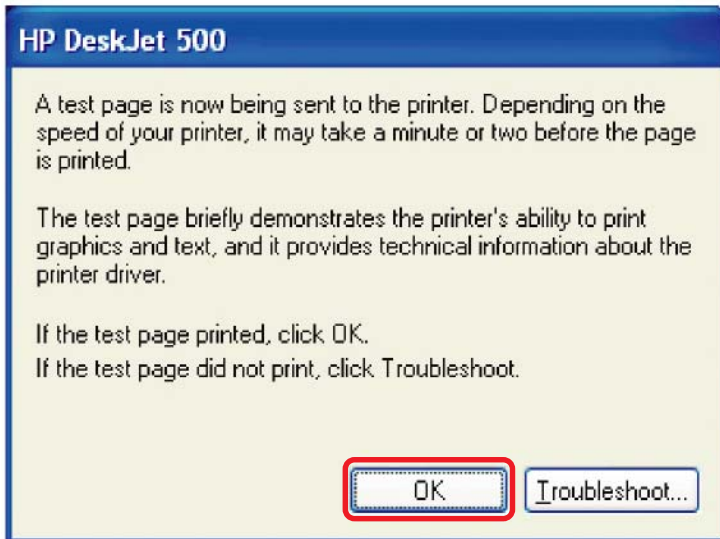 HP DeskJet 500
A test page is now being sent to the printer. Depending on the
speed of your printer, it may take a minute or two before the page
is printed.
The test page briefly demonstrates the printer's ability to print
graphics and text, and it provides technical information about the
printer driver.
If the test page printed, click OK.
If the test page did not print, click Troubleshoot.
OK
Troubleshoot...